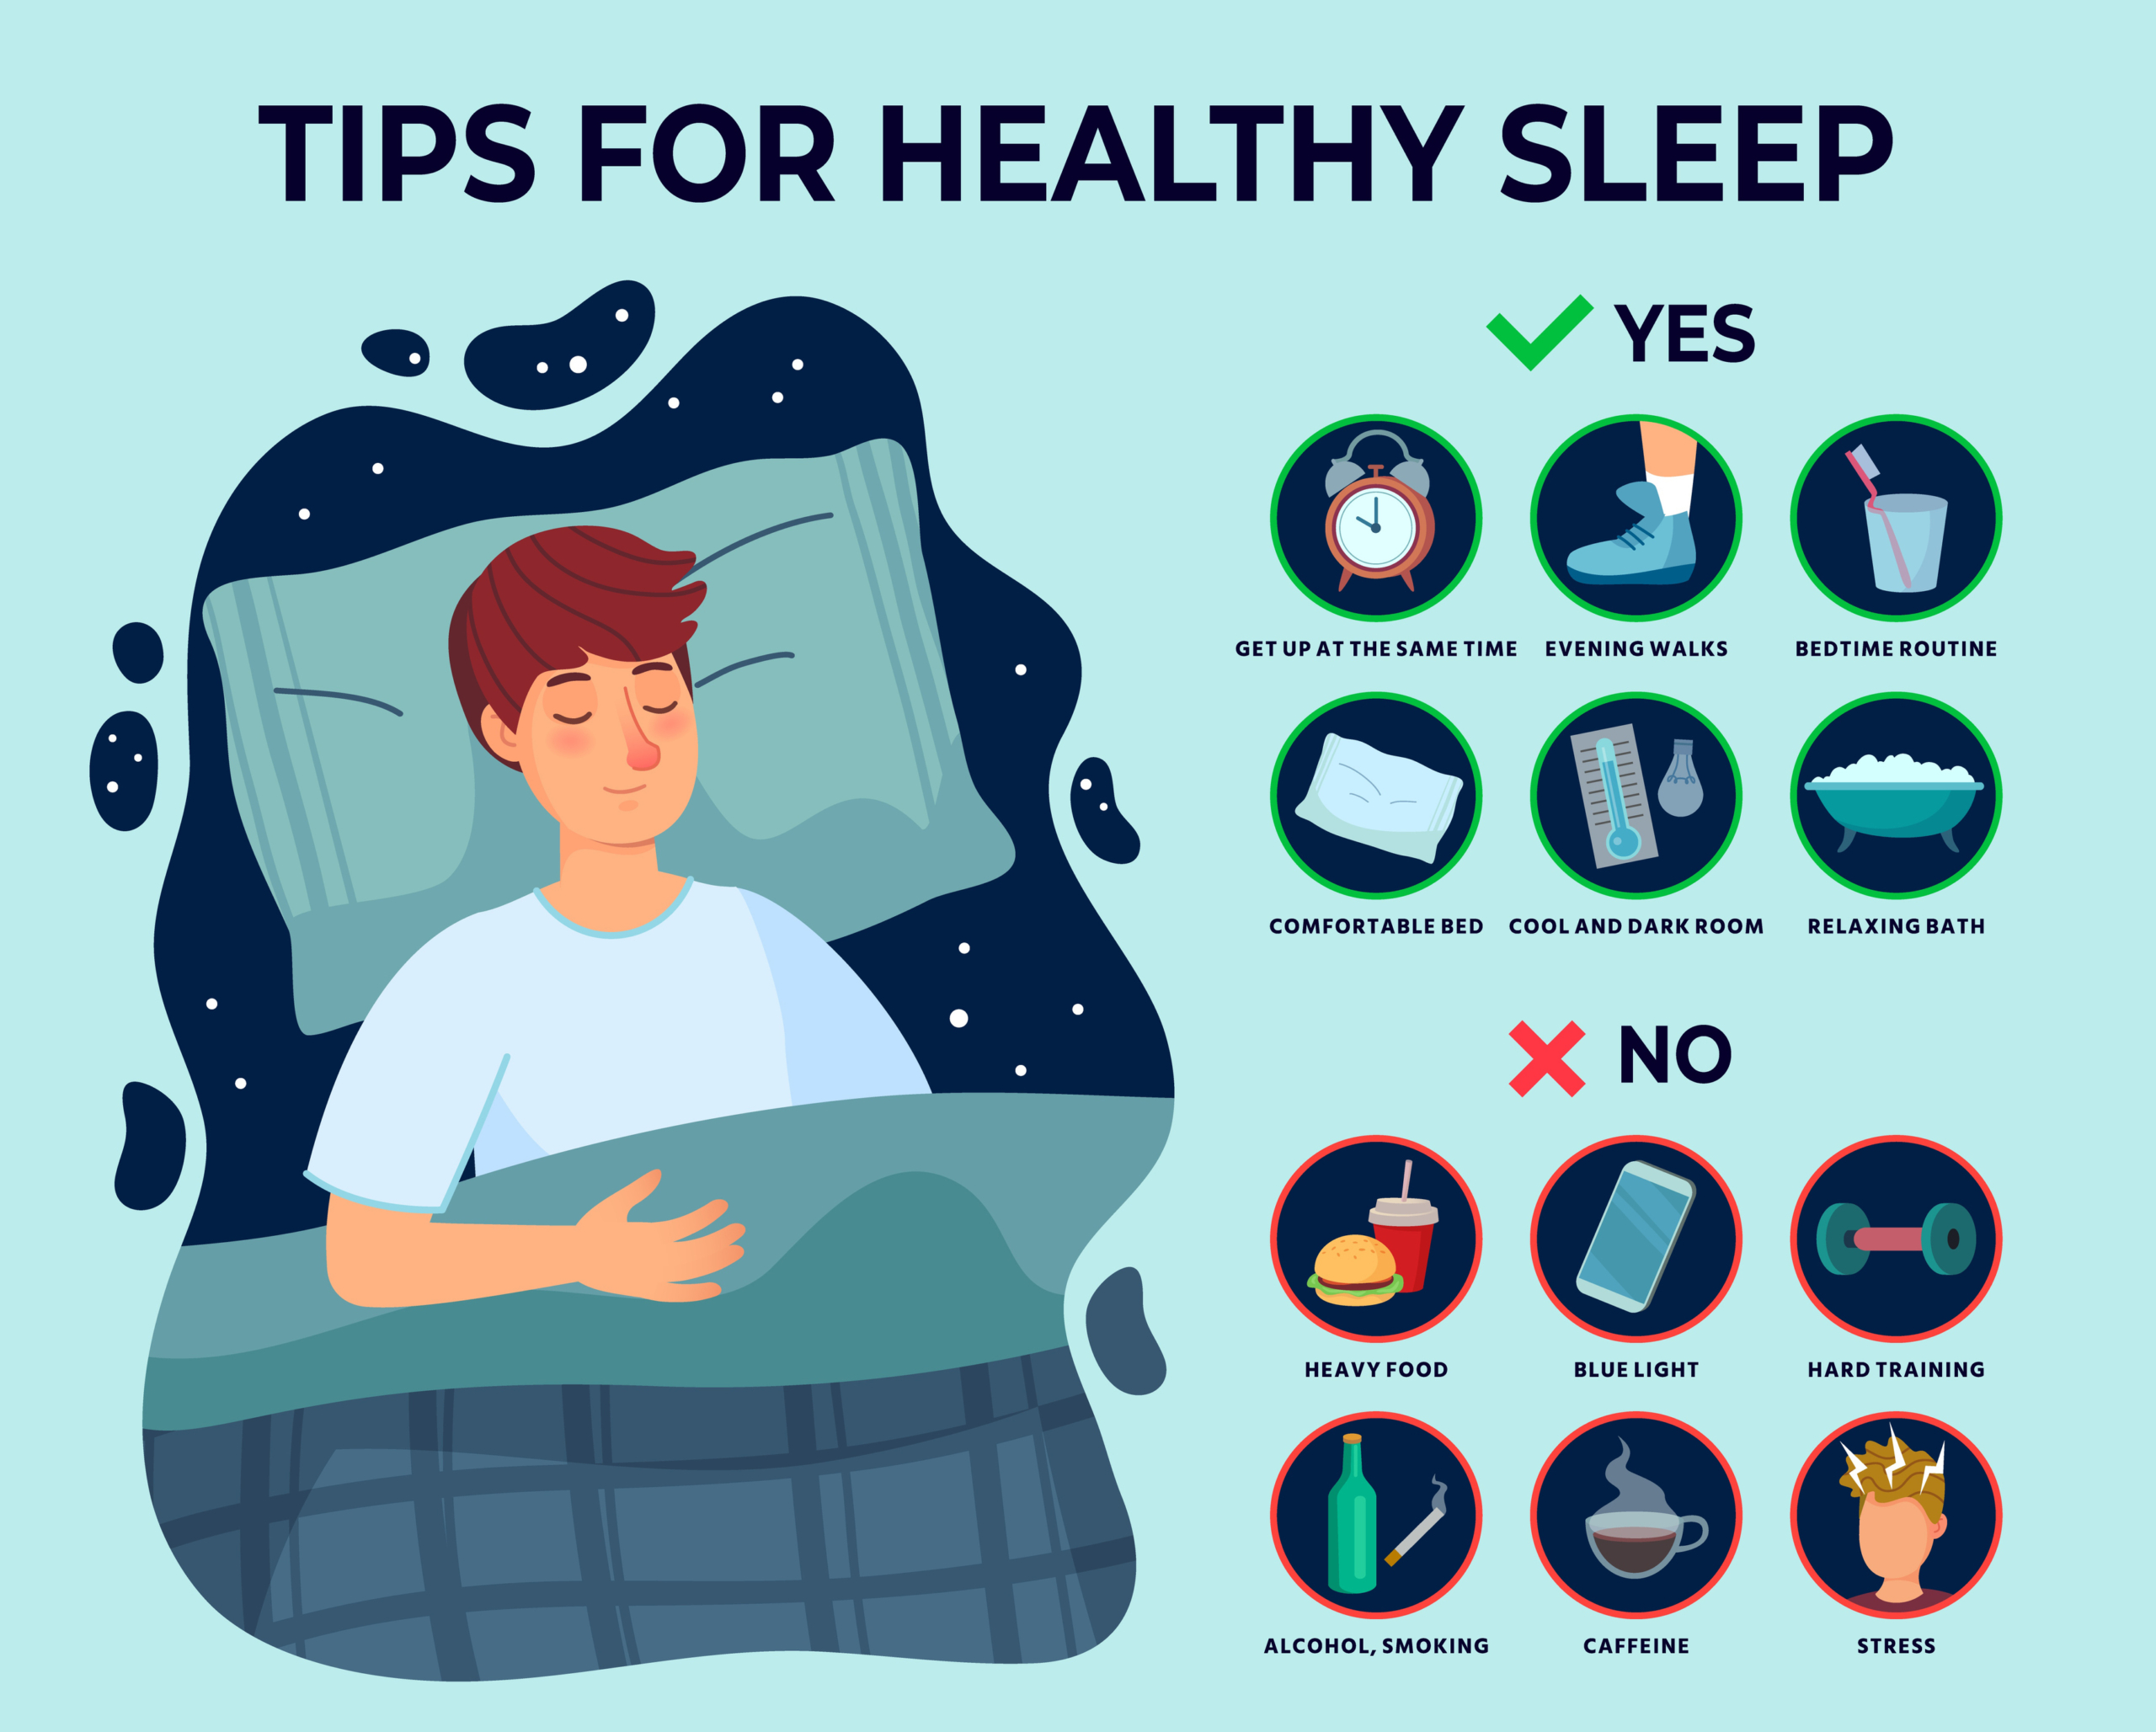 TIPS FOR HEALTHY SLEEP
YES
GET UP AT THE SAME TIME
EVENING WALKS
BEDTIME ROUTINE
COMFORTABLE BED
COOL AND DARK ROOM
RELAXING BATH
NO
HEAVY FOOD
BLUE LIGHT
HARD TRAINING
ALCOHOL, SMOKING
CAFFEINE
STRESS